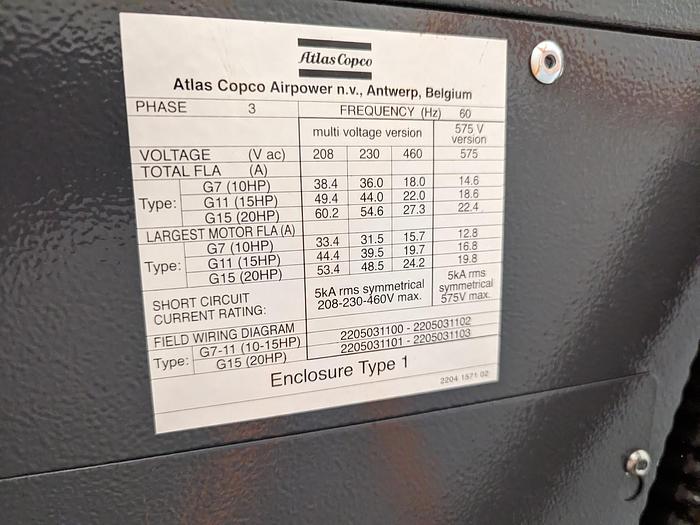 Atlas Copco
Atlas Copco Airpower n.v., Antwerp, Belgium
PHASE 3 FREQUENCY (Hz) 60
multi voltage version 575 V version
VOLTAGE (V ac) 208 230 460 575
TOTAL FLA (A)
Type: G7 (10HP) 38.4 36.0 18.0 14.6
G11 (15HP) 49.4 44.0 22.0 18.6
G15 (20HP) 60.2 54.6 27.3 22.4
LARGEST MOTOR FLA (A)
Type: G7 (10HP) 33.4 31.5 15.7 12.8
G11 (15HP) 44.4 39.5 19.7 16.8
G15 (20HP) 53.4 48.5 24.2 19.8
SHORT CIRCUIT CURRENT RATING: 5kA rms symmetrical 208-230-460V max. 5kA rms symmetrical 575V max.
FIELD WIRING DIAGRAM
Type: G7-11 (10-15HP) 2205031100 - 2205031102
G15 (20HP) 2205031101 - 2205031103
Enclosure Type 1
2204 1571 02